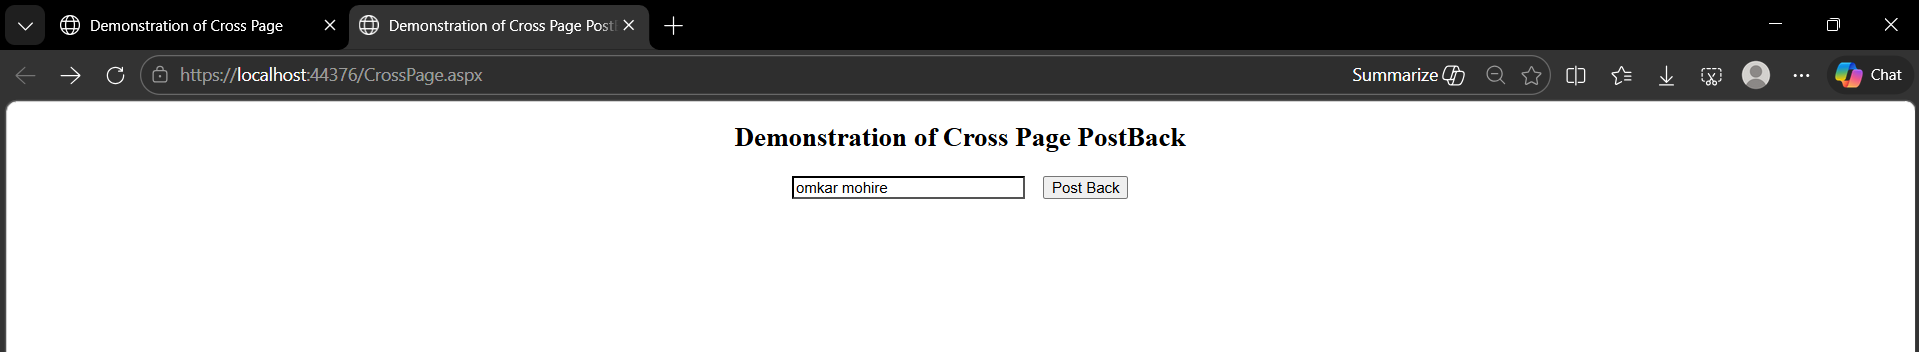 Demonstration of Cross Page
Demonstration of Cross Page Post
https://localhost:44376/CrossPage.aspx
Summarize
Chat
Demonstration of Cross Page PostBack
omkar mohire
Post Back